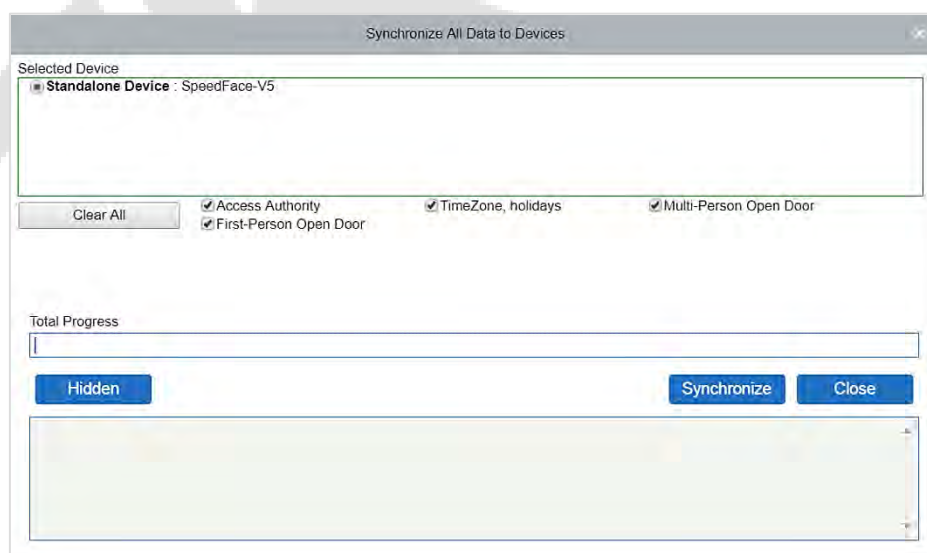 Synchronize All Data to Devices
Selected Device
Standalone Device : SpeedFace-V5
Clear All
Access Authority TimeZone, holidays Multi-Person Open Door
First-Person Open Door
Total Progress
Hidden Synchronize Close